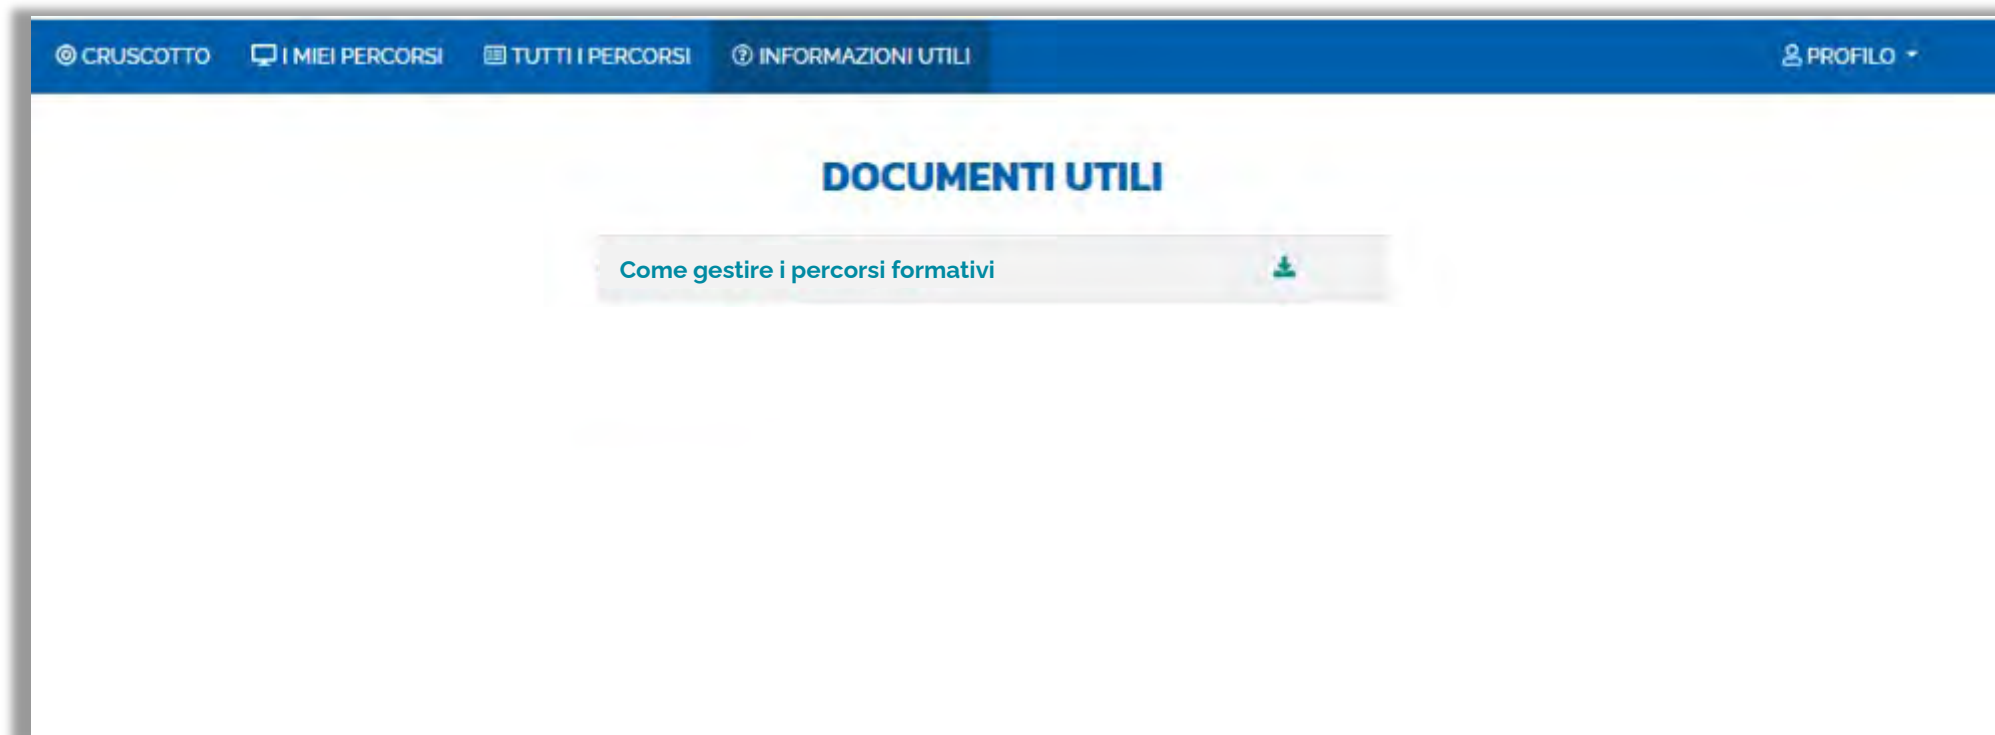 CRUSCOTTO I MIEI PERCORSI TUTTI I PERCORSI INFORMAZIONI UTILI PROFILO
DOCUMENTI UTILI
Come gestire i percorsi formativi